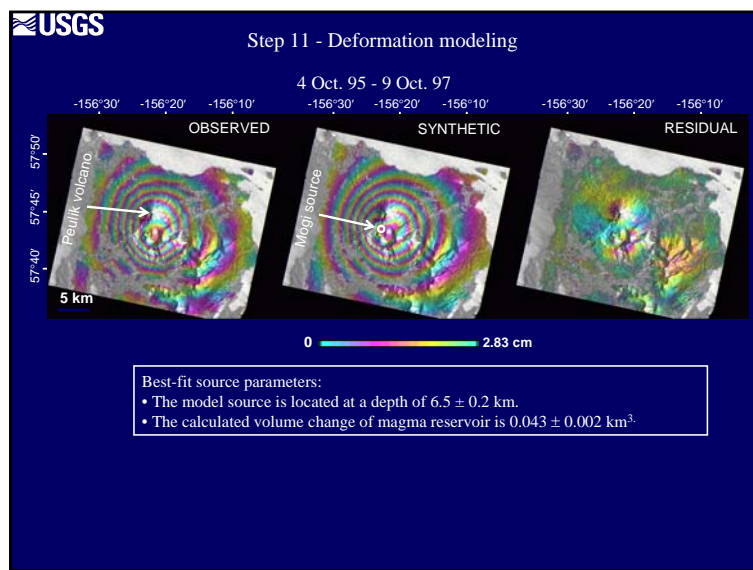 USGS
Step 11 - Deformation modeling
4 Oct. 95 - 9 Oct. 97
-156°30' -156°20' -156°10' -156°30' -156°20' -156°10' -156°30' -156°20' -156°10'
OBSERVED SYNTHETIC RESIDUAL
57°50'
57°45'
57°40'
Peulik volcano
Mogi source
5 km
0 2.83 cm
Best-fit source parameters:
• The model source is located at a depth of 6.5 ± 0.2 km.
• The calculated volume change of magma reservoir is 0.043 ± 0.002 km³.